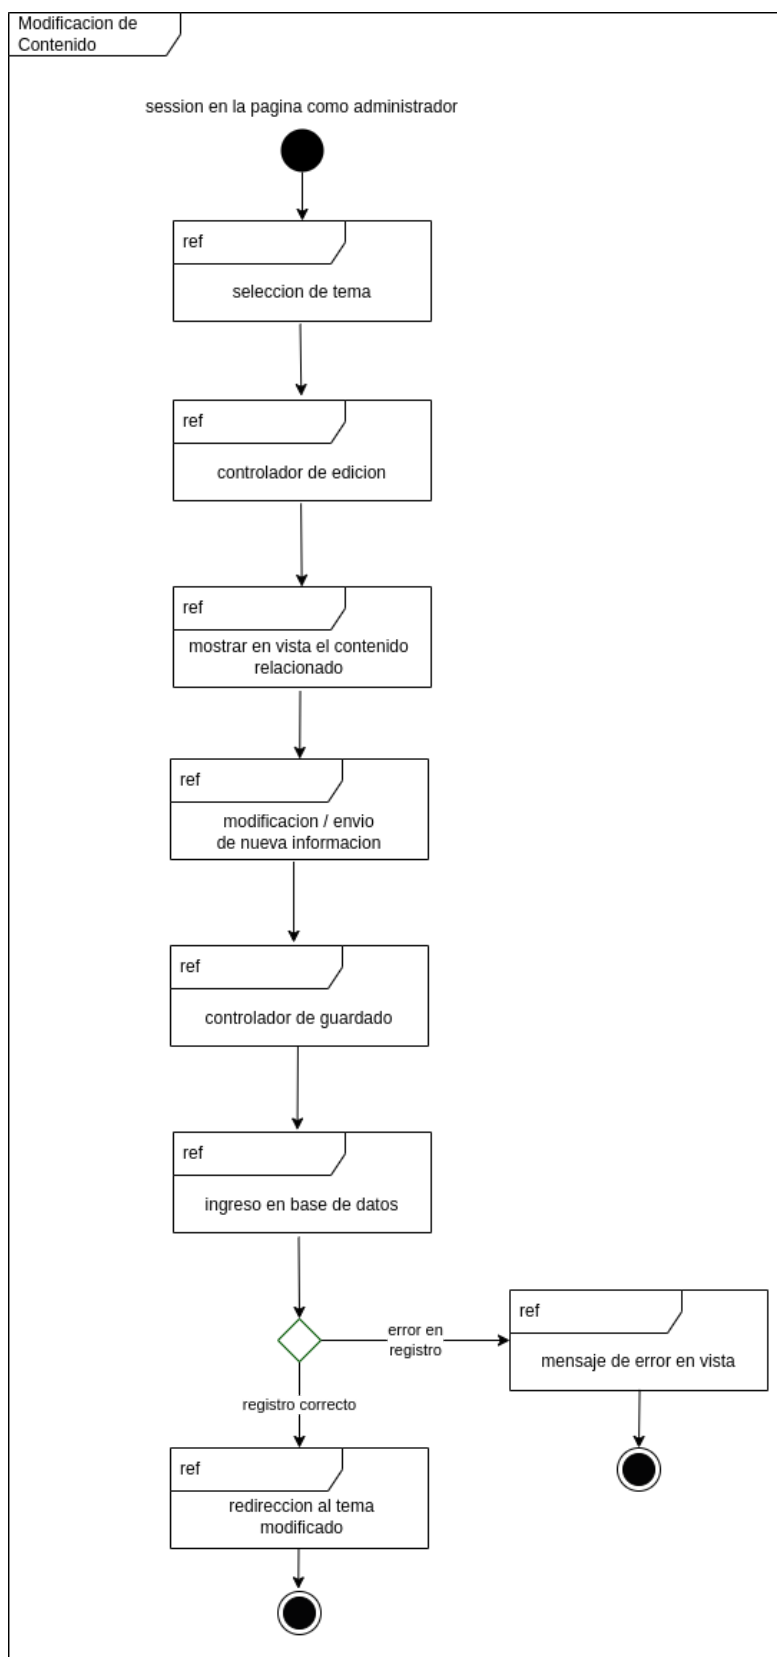 Modificacion de
Contenido
session en la pagina como administrador
ref
seleccion de tema
ref
controlador de edicion
ref
mostrar en vista el contenido
relacionado
ref
modificacion / envio
de nueva informacion
ref
controlador de guardado
ref
ingreso en base de datos
error en
registro
ref
mensaje de error en vista
registro correcto
ref
redireccion al tema
modificado